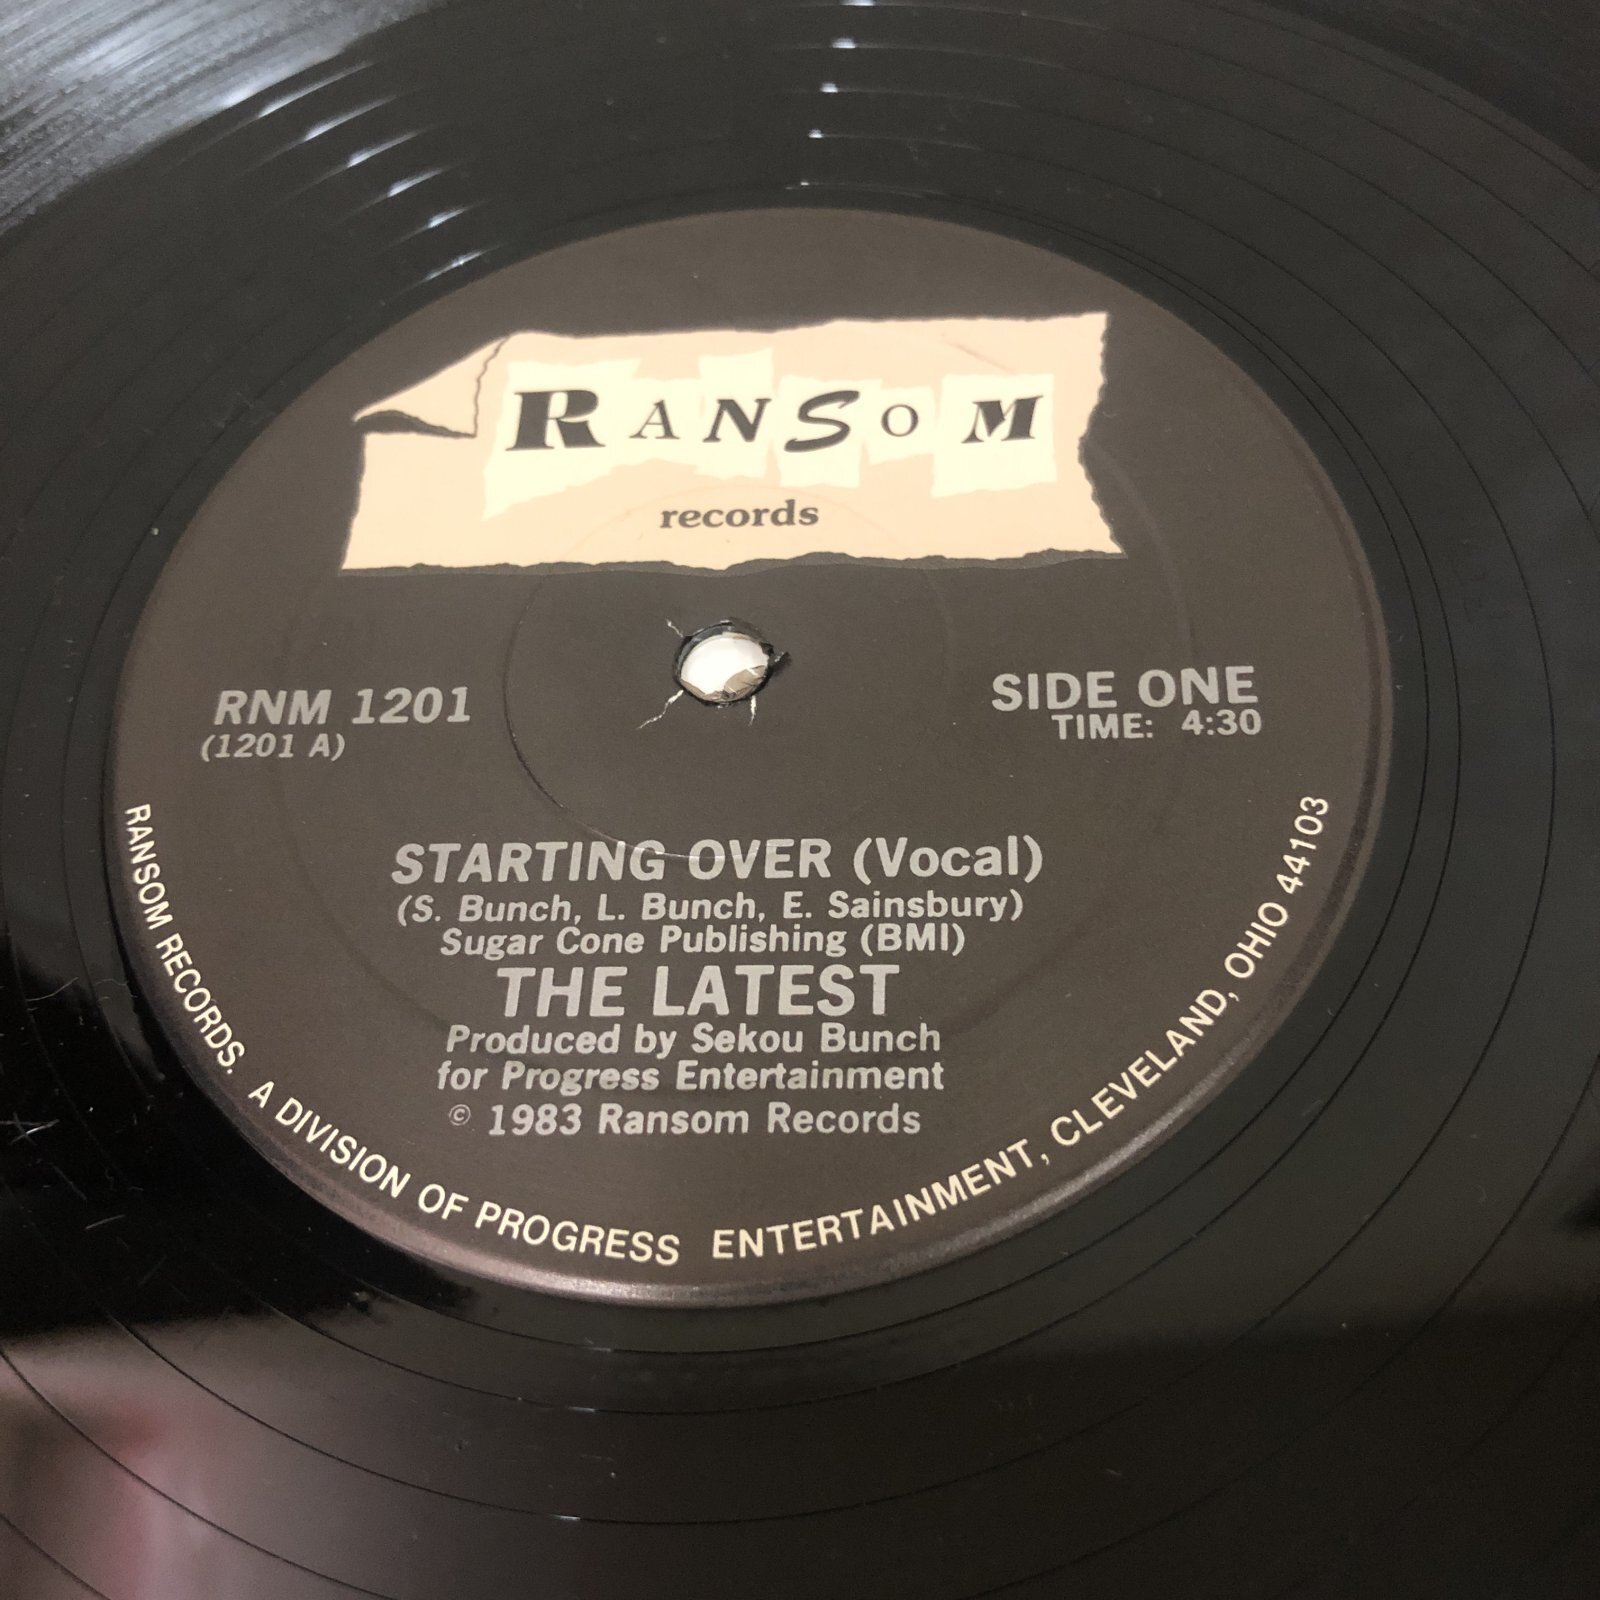 RANSOM
records
RNM 1201
(1201 A)
SIDE ONE
TIME: 4:30
STARTING OVER (Vocal)
(S. Bunch, L. Bunch, E. Sainsbury)
Sugar Cone Publishing (BMI)
THE LATEST
Produced by Sekou Bunch
for Progress Entertainment
© 1983 Ransom Records
RANSOM RECORDS. A DIVISION OF PROGRESS ENTERTAINMENT, CLEVELAND, OHIO 44103